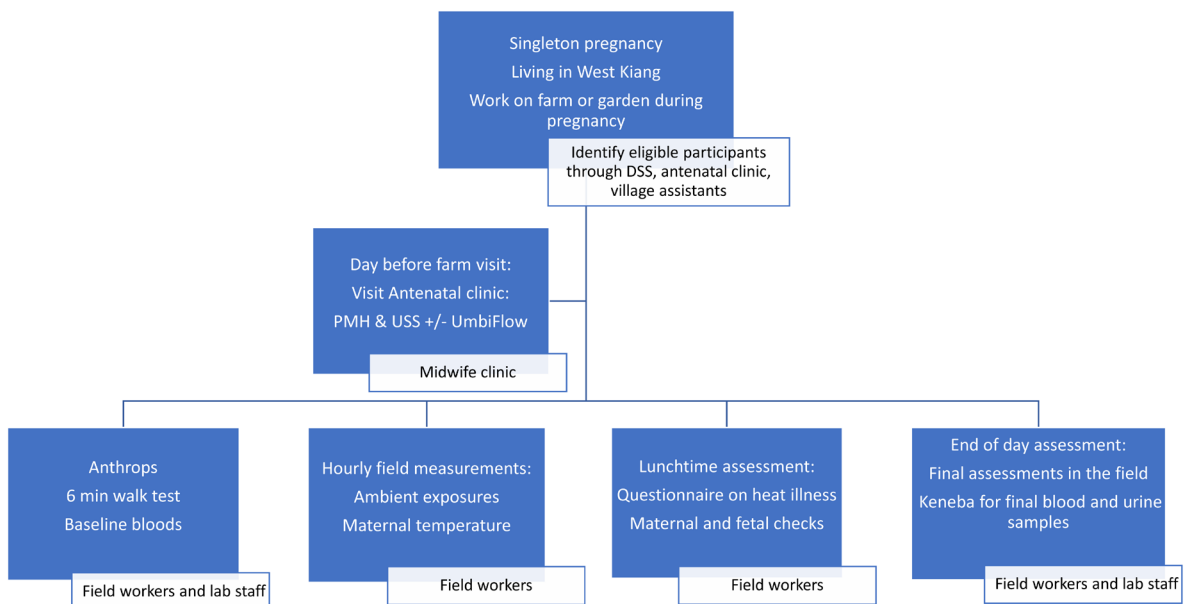 Singleton pregnancy
Living in West Kiang
Work on farm or garden during
pregnancy
Identify eligible participants
through DSS, antenatal clinic,
village assistants
Day before farm visit:
Visit Antenatal clinic:
PMH & USS +/- UmbiFlow
Midwife clinic
Anthrops
6 min walk test
Baseline bloods
Field workers and lab staff
Hourly field measurements:
Ambient exposures
Maternal temperature
Field workers
Lunchtime assessment:
Questionnaire on heat illness
Maternal and fetal checks
Field workers
End of day assessment:
Final assessments in the field
Keneba for final blood and urine
samples
Field workers and lab staff